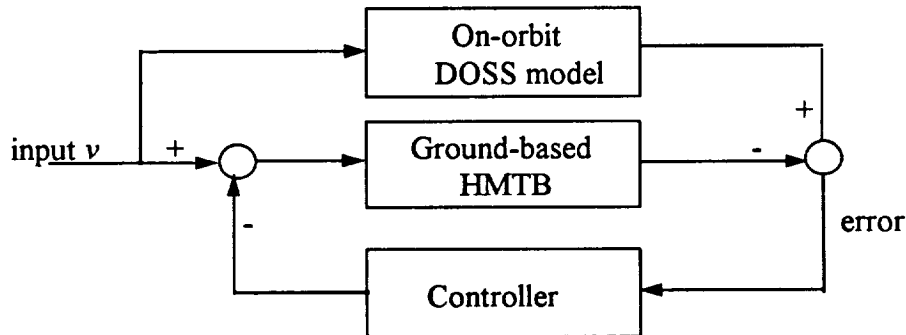 On-orbit
DOSS model
+
input v
+
Ground-based
HMTB
-
-
error
Controller